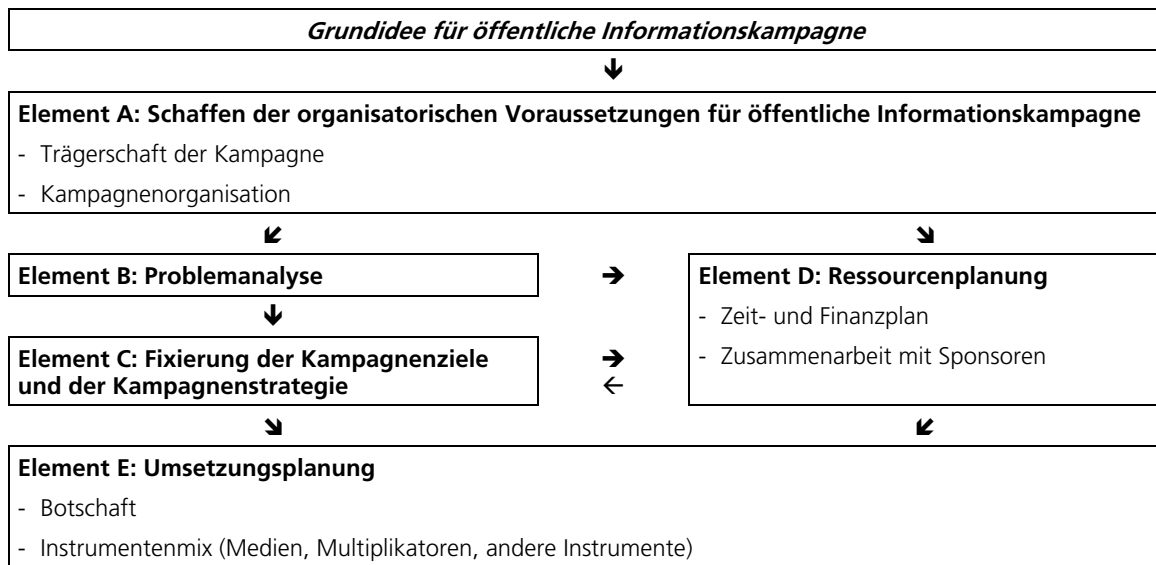 Grundidee für öffentliche Informationskampagne
Element A: Schaffen der organisatorischen Voraussetzungen für öffentliche Informationskampagne
- Trägerschaft der Kampagne
- Kampagnenorganisation
Element B: Problemanalyse
Element C: Fixierung der Kampagnenziele
und der Kampagnenstrategie
Element D: Ressourcenplanung
- Zeit- und Finanzplan
- Zusammenarbeit mit Sponsoren
Element E: Umsetzungsplanung
- Botschaft
- Instrumentenmix (Medien, Multiplikatoren, andere Instrumente)